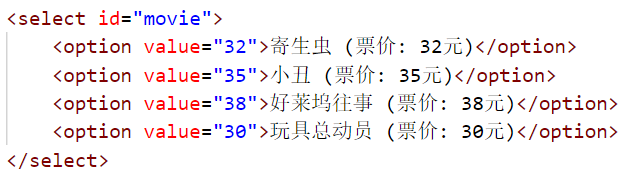 <select id="movie">
    <option value="32">寄生虫 (票价: 32元)</option>
    <option value="35">小丑 (票价: 35元)</option>
    <option value="38">好莱坞往事 (票价: 38元)</option>
    <option value="30">玩具总动员 (票价: 30元)</option>
</select>